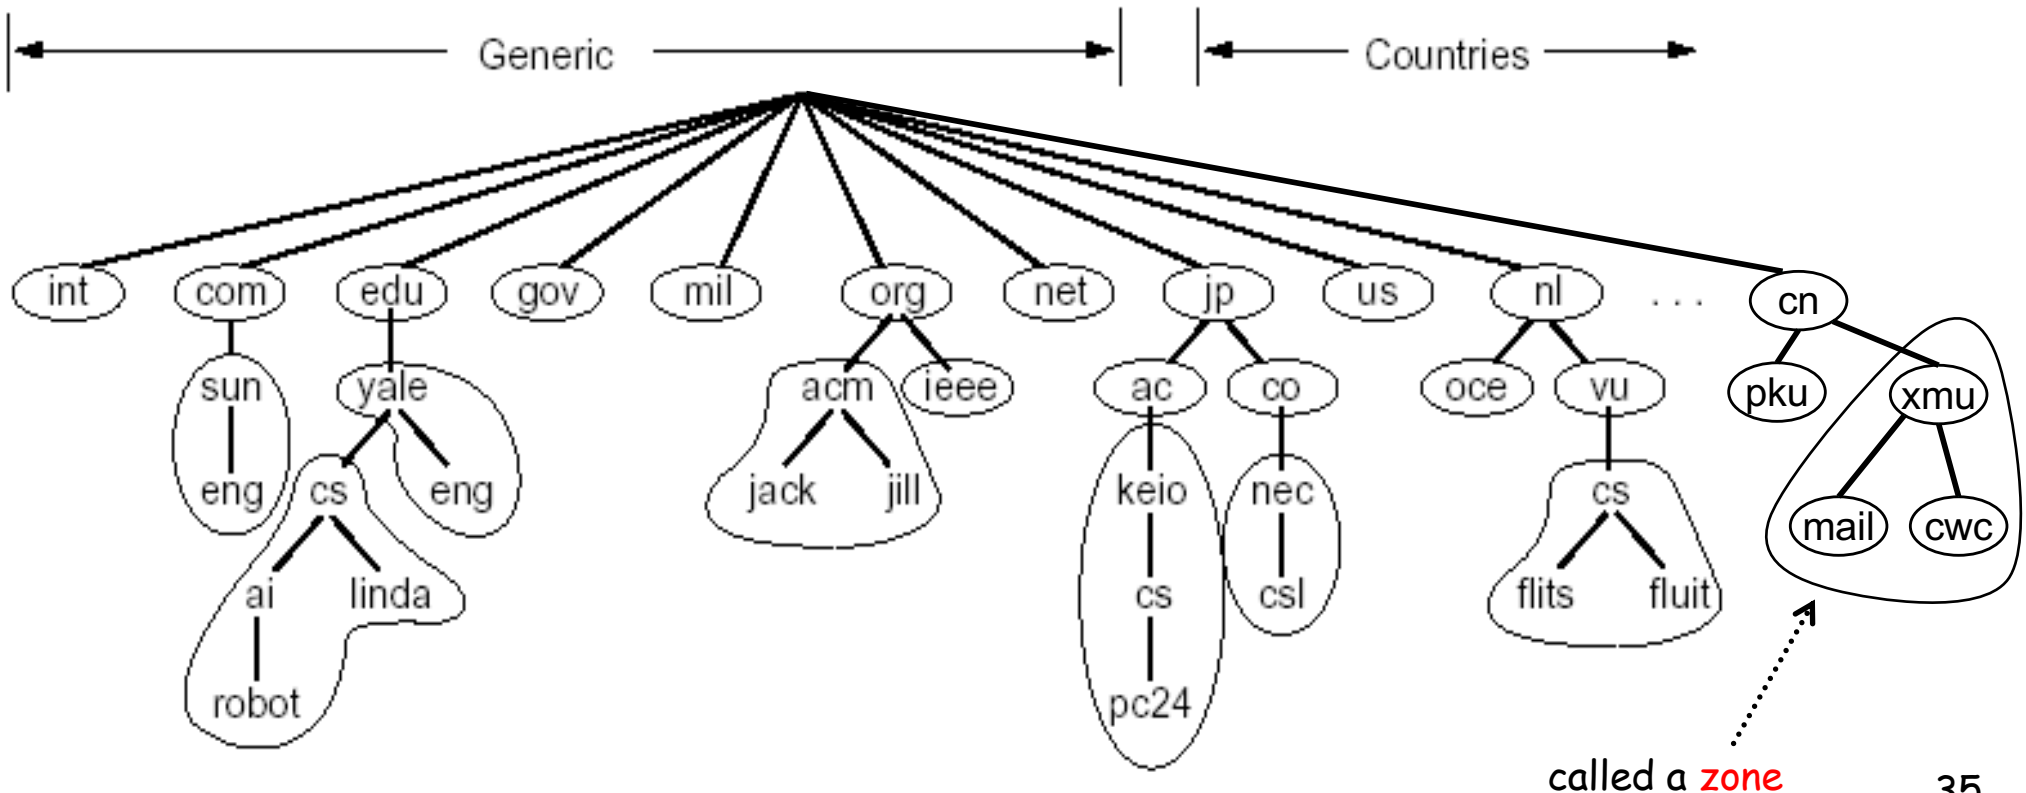 Generic Countries
int com edu gov mil org net jp us nl . . . cn
sun yale acm ieee ac co oce vu pku xmu
eng cs eng jack jill keio nec cs mail cwc
ai linda cs csl flits fluit
robot pc24
called a zone
35